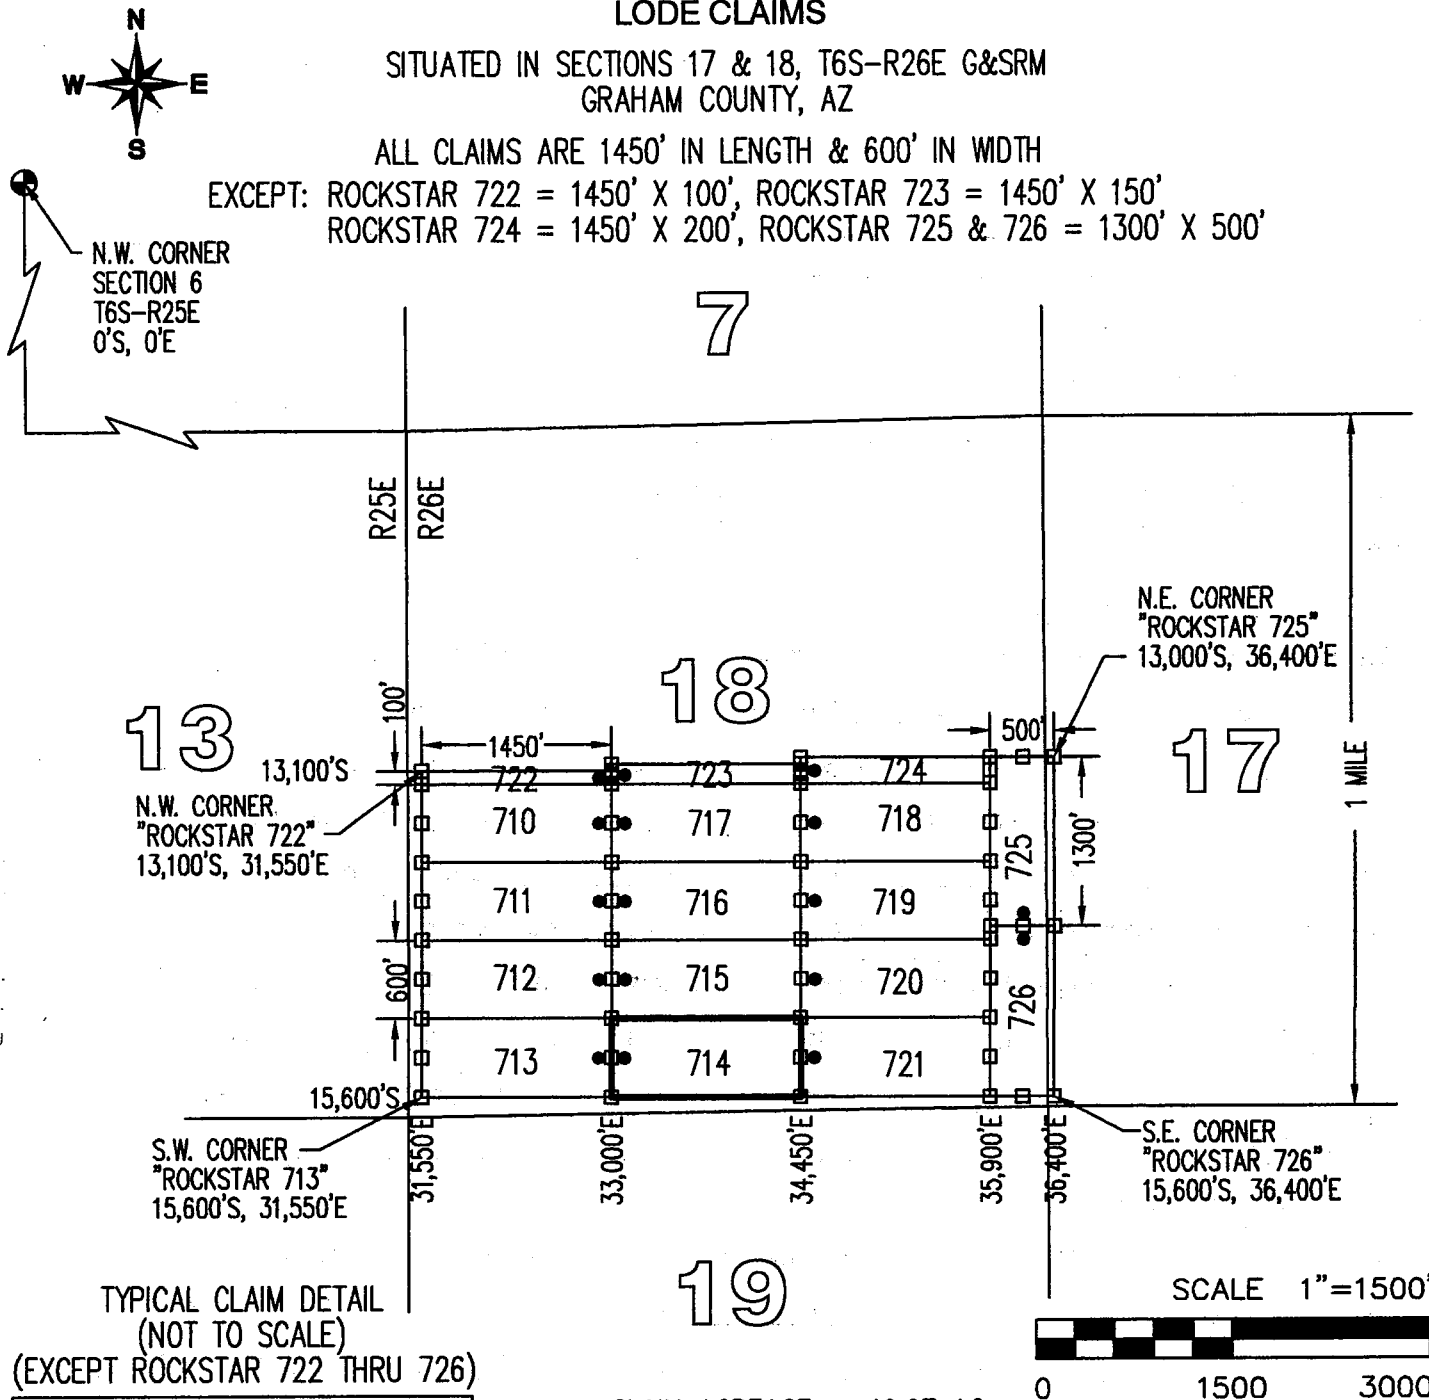 LODE CLAIMS
N
W E
S
SITUATED IN SECTIONS 17 & 18, T6S-R26E G&SRM
GRAHAM COUNTY, AZ
ALL CLAIMS ARE 1450' IN LENGTH & 600' IN WIDTH
EXCEPT: ROCKSTAR 722 = 1450' X 100', ROCKSTAR 723 = 1450' X 150'
ROCKSTAR 724 = 1450' X 200', ROCKSTAR 725 & 726 = 1300' X 500'
N.W. CORNER
SECTION 6
T6S-R25E
0'S, 0'E
7
R25E
R26E
N.E. CORNER
"ROCKSTAR 725"
13,000'S, 36,400'E
18
13
17
100'
1450'
500'
1 MILE
13,100'S
722
723
724
N.W. CORNER
"ROCKSTAR 722"
13,100'S, 31,550'E
710
717
718
725
1300'
711
716
719
600'
712
715
720
726
713
714
721
15,600'S
S.W. CORNER
"ROCKSTAR 713"
15,600'S, 31,550'E
31,550'E
33,000'E
34,450'E
35,900'E
36,400'E
S.E. CORNER
"ROCKSTAR 726"
15,600'S, 36,400'E
19
TYPICAL CLAIM DETAIL
(NOT TO SCALE)
(EXCEPT ROCKSTAR 722 THRU 726)
SCALE 1"=1500'
0 1500 3000